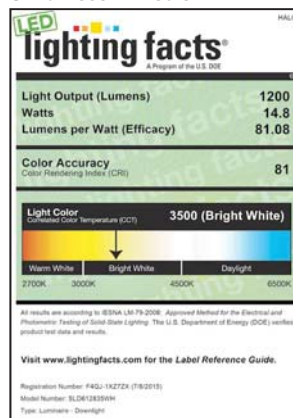 HAL
LED
lighting facts®
A Program of the U.S. DOE
Light Output (Lumens) 1200
Watts 14.8
Lumens per Watt (Efficacy) 81.08
Color Accuracy 81
Color Rendering Index (CRI)
Light Color 3500 (Bright White)
Correlated Color Temperature (CCT)
Warm White Bright White Daylight
2700K 3000K 4500K 6500K
All results are according to IESNA LM-79-2008: Approved Method for the Electrical and
Photometric Testing of Solid-State Lighting. The U.S. Department of Energy (DOE) verifies
product test data and results.
Visit www.lightingfacts.com for the Label Reference Guide.
Registration Number: F4GJ-1XZ7ZX (7/8/2015)
Model Number: SLD612835WH
Type: Luminaire - Downlight